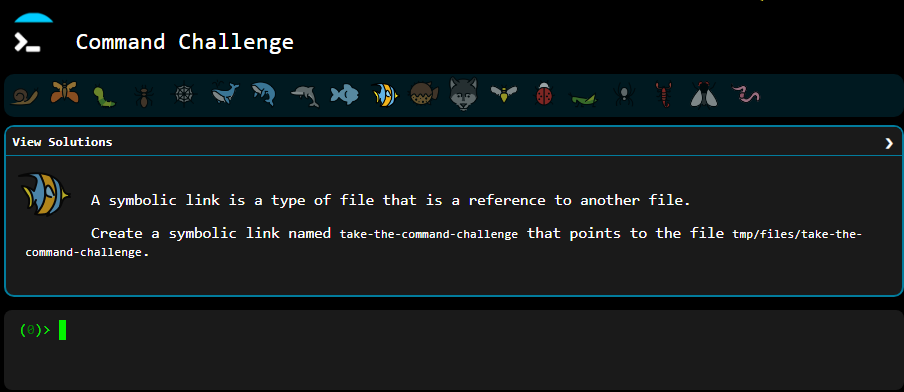 Command Challenge
View Solutions
A symbolic link is a type of file that is a reference to another file.
Create a symbolic link named take-the-command-challenge that points to the file tmp/files/take-the-
command-challenge.
(0)>